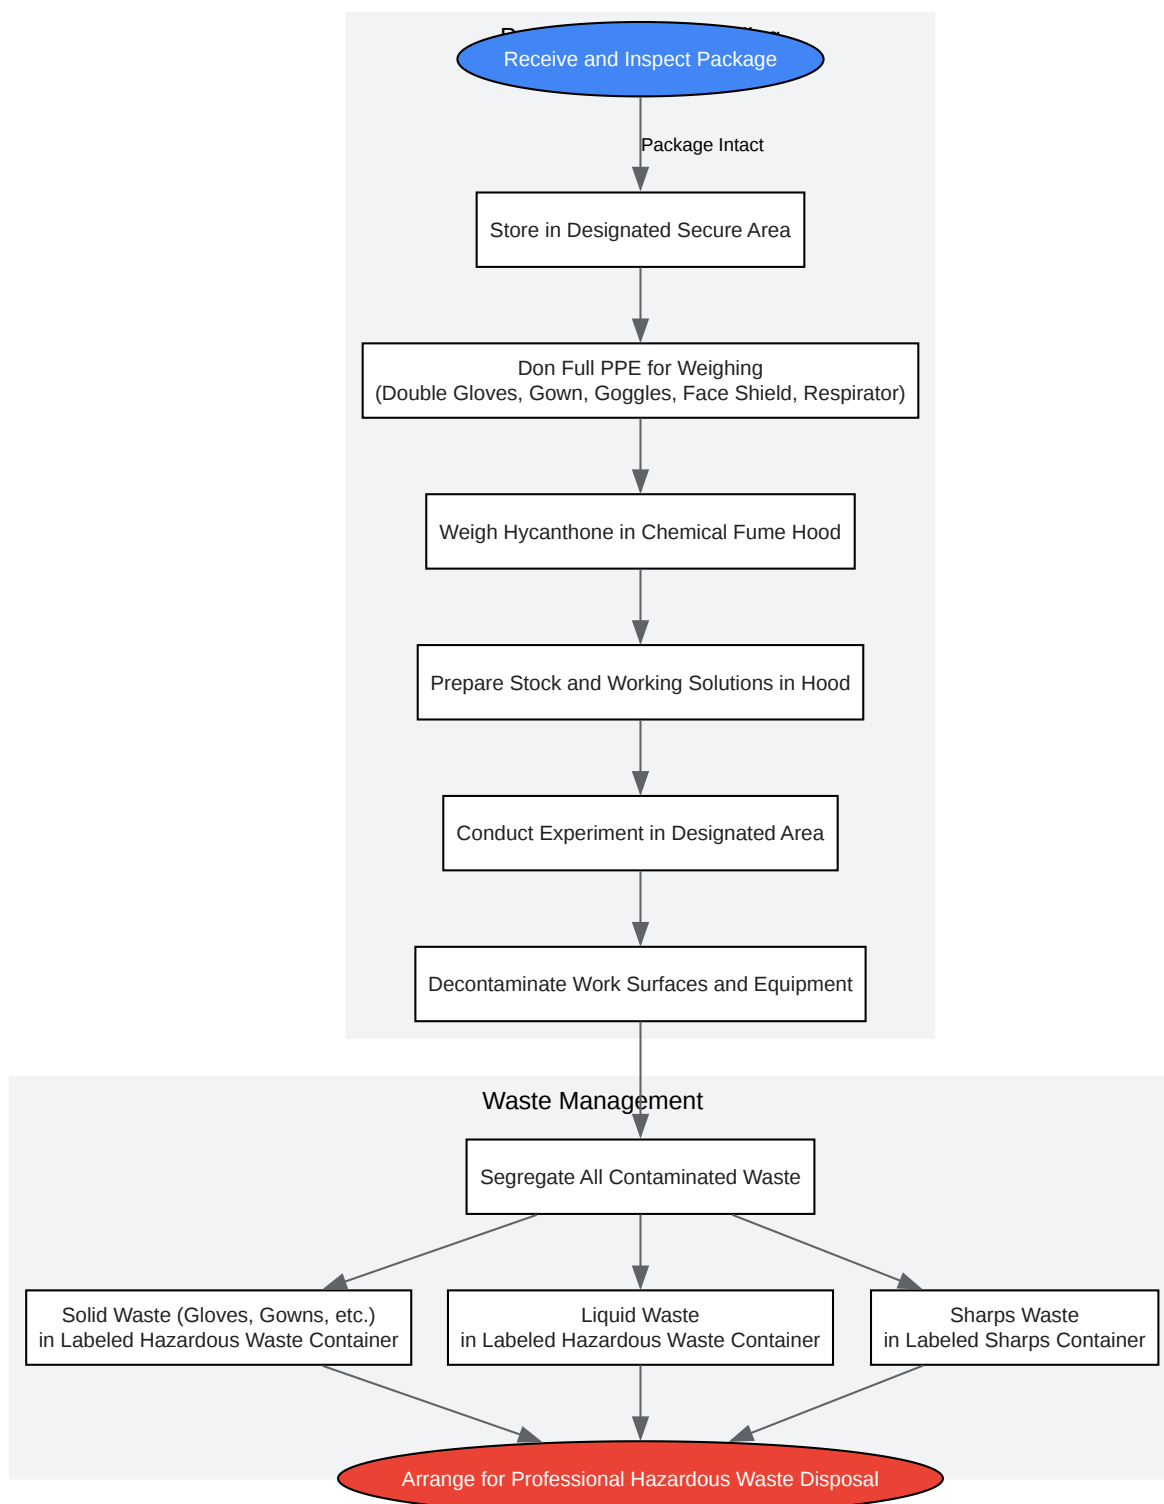 Receive and Inspect Package
Package Intact
Store in Designated Secure Area
Don Full PPE for Weighing
(Double Gloves, Gown, Goggles, Face Shield, Respirator)
Weigh Hycanthone in Chemical Fume Hood
Prepare Stock and Working Solutions in Hood
Conduct Experiment in Designated Area
Decontaminate Work Surfaces and Equipment
Waste Management
Segregate All Contaminated Waste
Solid Waste (Gloves, Gowns, etc.)
in Labeled Hazardous Waste Container
Liquid Waste
in Labeled Hazardous Waste Container
Sharps Waste
in Labeled Sharps Container
Arrange for Professional Hazardous Waste Disposal